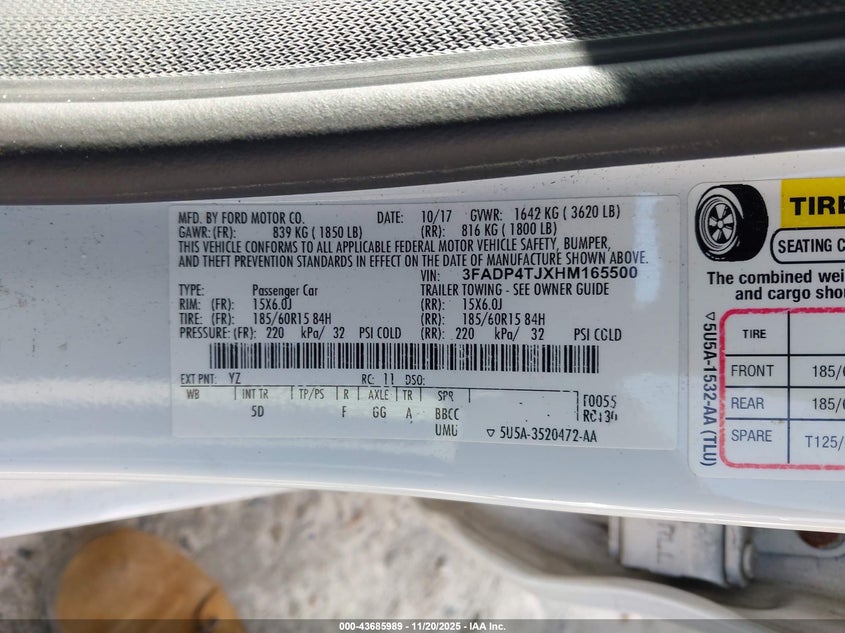 MFD. BY FORD MOTOR CO. DATE: 10/17 GVWR: 1642 KG ( 3620 LB)
GAWR: (FR): 839 KG ( 1850 LB) (RR): 816 KG ( 1800 LB)
THIS VEHICLE CONFORMS TO ALL APPLICABLE FEDERAL MOTOR VEHICLE SAFETY, BUMPER,
AND THEFT PREVENTION STANDARDS IN EFFECT ON THE DATE OF MANUFACTURE SHOWN ABOVE.
VIN: 3FADP4TJXHM165500
TYPE: Passenger Car TRAILER TOWING - SEE OWNER GUIDE
RIM: (FR): 15X6.0J (RR): 15X6.0J
TIRE: (FR): 185/60R15 84H (RR): 185/60R15 84H
PRESSURE: (FR): 220 kPa/ 32 PSI COLD (RR): 220 kPa/ 32 PSI COLD
EXT PNT: YZ RC: 11 DSO:
WB INT TR TP/PS R AXLE TR SPR
5D F GG A BBCC
UMU ▽ 5U5A-3520472-AA
TIRE
SEATING C
The combined wei
and cargo sho
▽5U5A-1532-AA (TLU)
TIRE
FRONT 185/6
REAR 185/6
SPARE T125/
000-43685989 - 11/20/2025 - IAA Inc.